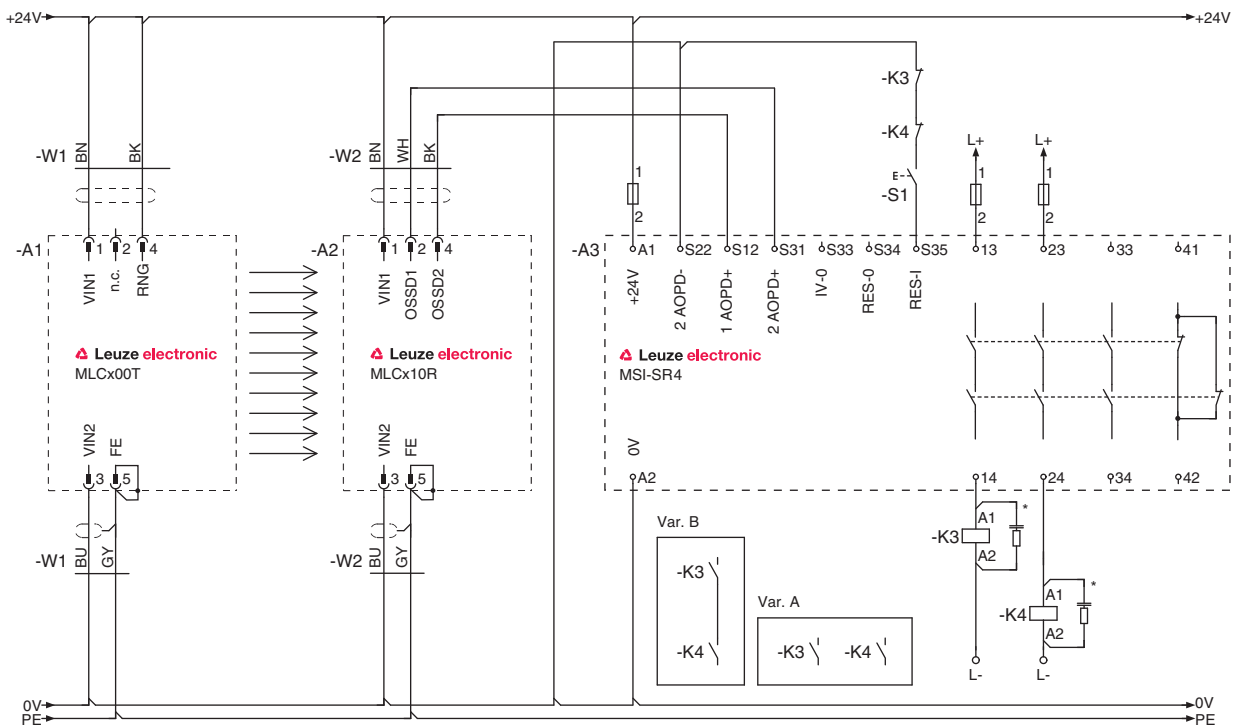 +24V +24V
-K3
-K4
L+ L+
-W1 BN BK -W2 BN WH BK
1 1 1
E-
-S1
2 2 2
-A1 1 2 4 -A2 1 2 4 -A3 A1 S22 S12 S31 S33 S34 S35 13 23 33 41
VIN1 n.c. RNG VIN1 OSSD1 OSSD2 +24V 2 AOPD- 1 AOPD+ 2 AOPD+ IV-0 RES-0 RES-I
Leuze electronic Leuze electronic Leuze electronic
MLCx00T MLCx10R MSI-SR4
VIN2 FE VIN2 FE 0V
3 5 3 5 A2 14 24 34 42
Var. B
A1 *
-K3
A2
-W1 BU GY -W2 BU GY
-K3
Var. A
A1 *
-K4
A2
-K4 -K3 -K4
L- L-
0V 0V
PE PE